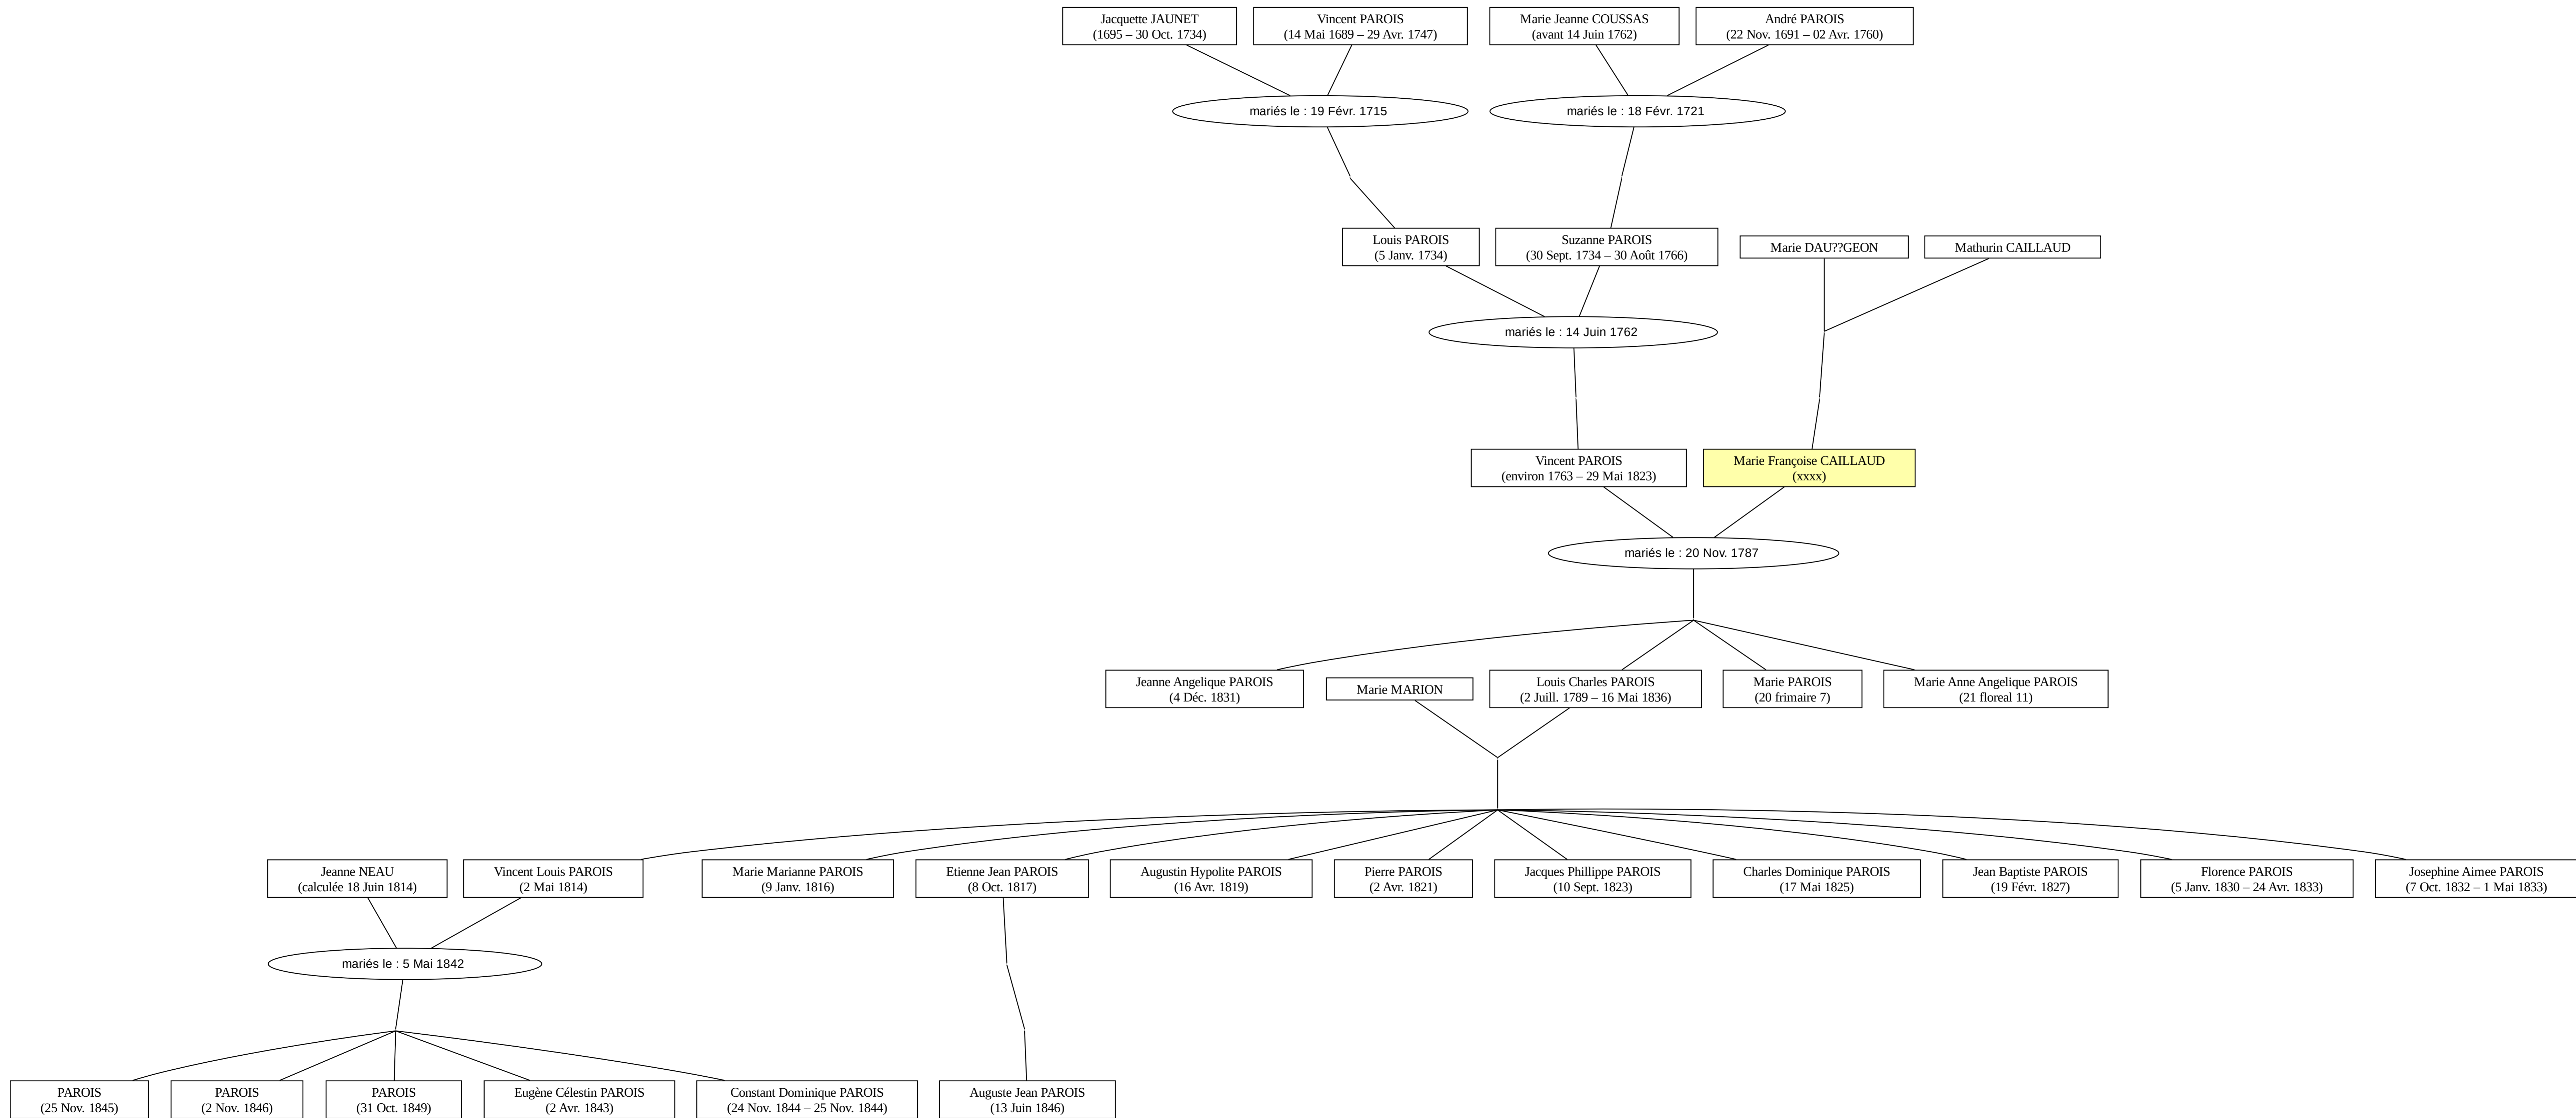 Jacquette JAUNET
(1695 – 30 Oct. 1734)
Vincent PAROIS
(14 Mai 1689 – 29 Avr. 1747)
Marie Jeanne COUSSAS
(avant 14 Juin 1762)
André PAROIS
(22 Nov. 1691 – 02 Avr. 1760)
mariés le : 19 Févr. 1715
mariés le : 18 Févr. 1721
Louis PAROIS
(5 Janv. 1734)
Suzanne PAROIS
(30 Sept. 1734 – 30 Août 1766)
Marie DAU??GEON
Mathurin CAILLAUD
mariés le : 14 Juin 1762
Vincent PAROIS
(environ 1763 – 29 Mai 1823)
Marie Françoise CAILLAUD
(xxxx)
mariés le : 20 Nov. 1787
Jeanne Angelique PAROIS
(4 Déc. 1831)
Marie MARION
Louis Charles PAROIS
(2 Juill. 1789 – 16 Mai 1836)
Marie PAROIS
(20 frimaire 7)
Marie Anne Angelique PAROIS
(21 floreal 11)
Jeanne NEAU
(calculée 18 Juin 1814)
Vincent Louis PAROIS
(2 Mai 1814)
Marie Marianne PAROIS
(9 Janv. 1816)
Etienne Jean PAROIS
(8 Oct. 1817)
Augustin Hypolite PAROIS
(16 Avr. 1819)
Pierre PAROIS
(2 Avr. 1821)
Jacques Phillippe PAROIS
(10 Sept. 1823)
Charles Dominique PAROIS
(17 Mai 1825)
Jean Baptiste PAROIS
(19 Févr. 1827)
Florence PAROIS
(5 Janv. 1830 – 24 Avr. 1833)
Josephine Aimee PAROIS
(7 Oct. 1832 – 1 Mai 1833)
mariés le : 5 Mai 1842
PAROIS
(25 Nov. 1845)
PAROIS
(2 Nov. 1846)
PAROIS
(31 Oct. 1849)
Eugène Célestin PAROIS
(2 Avr. 1843)
Constant Dominique PAROIS
(24 Nov. 1844 – 25 Nov. 1844)
Auguste Jean PAROIS
(13 Juin 1846)